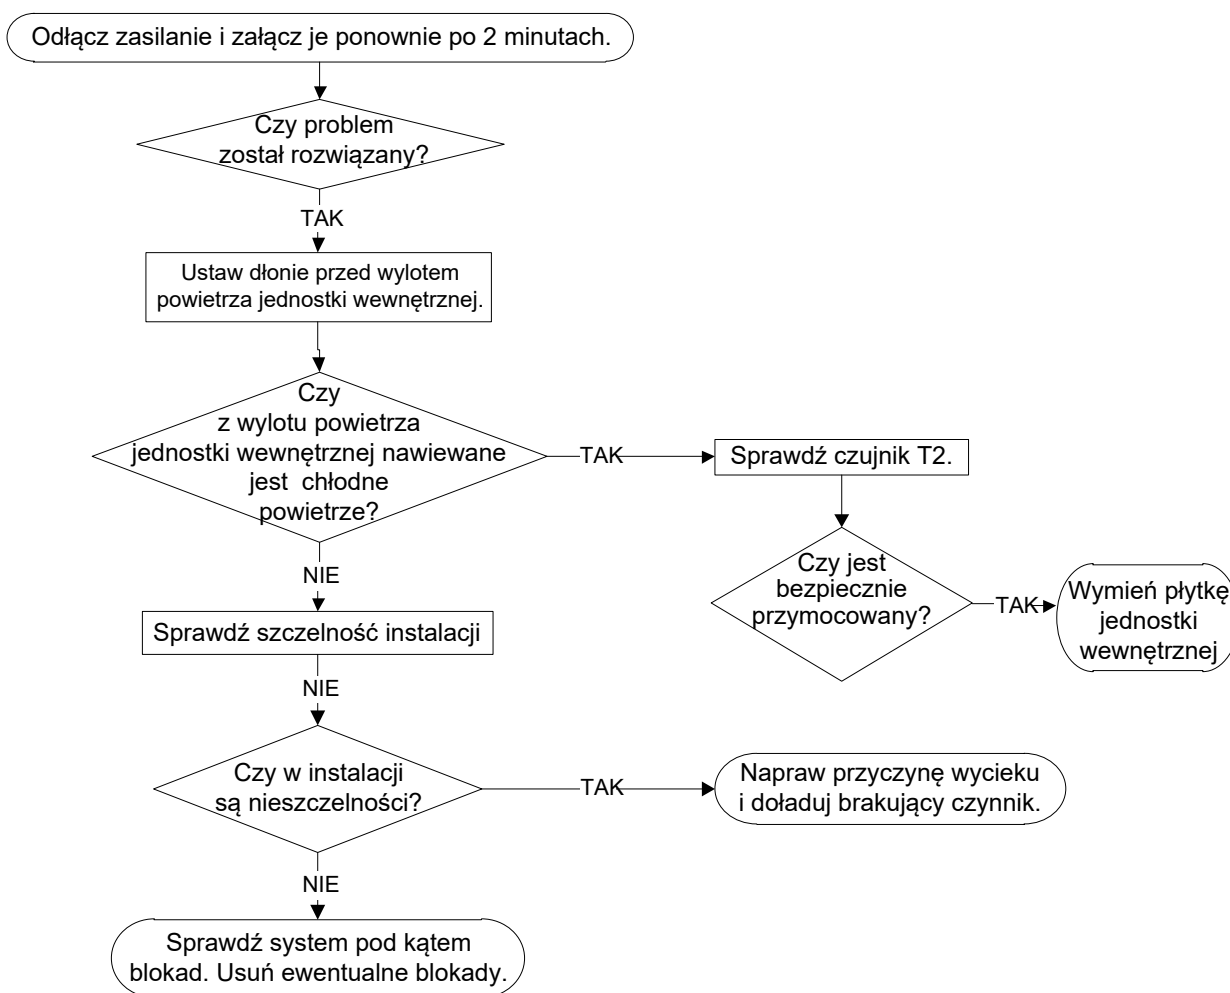 Odłącz zasilanie i załącz je ponownie po 2 minutach.
Czy problem
został rozwiązany?
TAK
Ustaw dłonie przed wylotem
powietrza jednostki wewnętrznej.
Czy
z wylotu powietrza
jednostki wewnętrznej nawiewane
jest chłodne
powietrze?
TAK
Sprawdź czujnik T2.
Czy jest
bezpiecznie
przymocowany?
TAK
Wymień płytkę
jednostki
wewnętrznej
NIE
Sprawdź szczelność instalacji
NIE
Czy w instalacji
są nieszczelności?
TAK
Napraw przyczynę wycieku
i doładuj brakujący czynnik.
NIE
Sprawdź system pod kątem
blokad. Usuń ewentualne blokady.